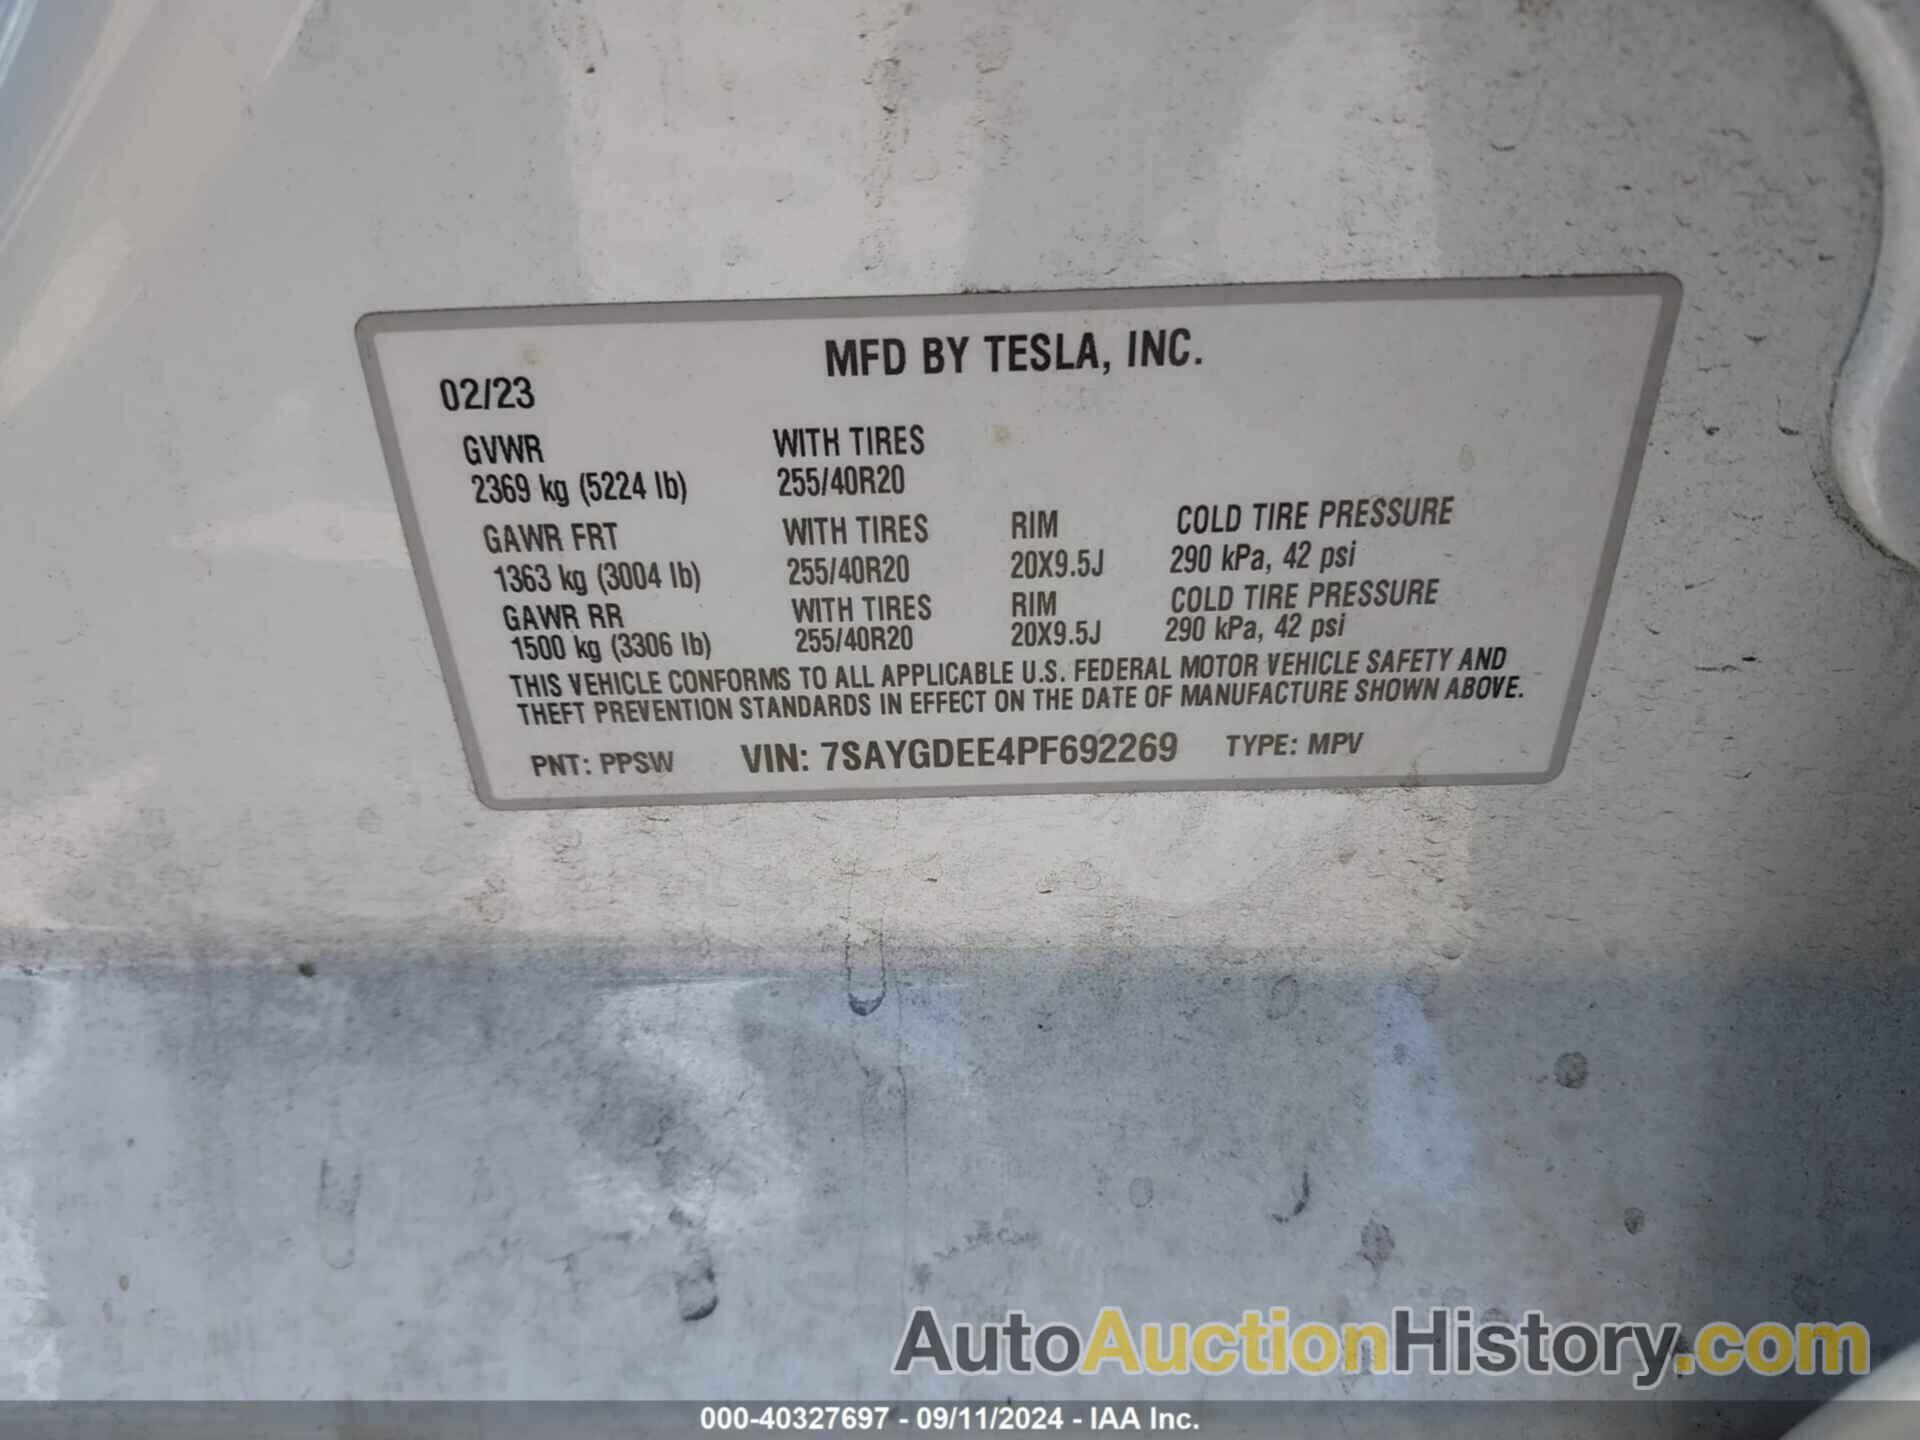 MFD BY TESLA, INC.
02/23
GVWR WITH TIRES
2369 kg (5224 lb) 255/40R20
GAWR FRT WITH TIRES RIM COLD TIRE PRESSURE
1363 kg (3004 lb) 255/40R20 20X9.5J 290 kPa, 42 psi
GAWR RR WITH TIRES RIM COLD TIRE PRESSURE
1500 kg (3306 lb) 255/40R20 20X9.5J 290 kPa, 42 psi
THIS VEHICLE CONFORMS TO ALL APPLICABLE U.S. FEDERAL MOTOR VEHICLE SAFETY AND
THEFT PREVENTION STANDARDS IN EFFECT ON THE DATE OF MANUFACTURE SHOWN ABOVE.
PNT: PPSW VIN: 7SAYGDEE4PF692269 TYPE: MPV
AutoAuctionHistory.com
000-40327697 - 09/11/2024 - IAA Inc.